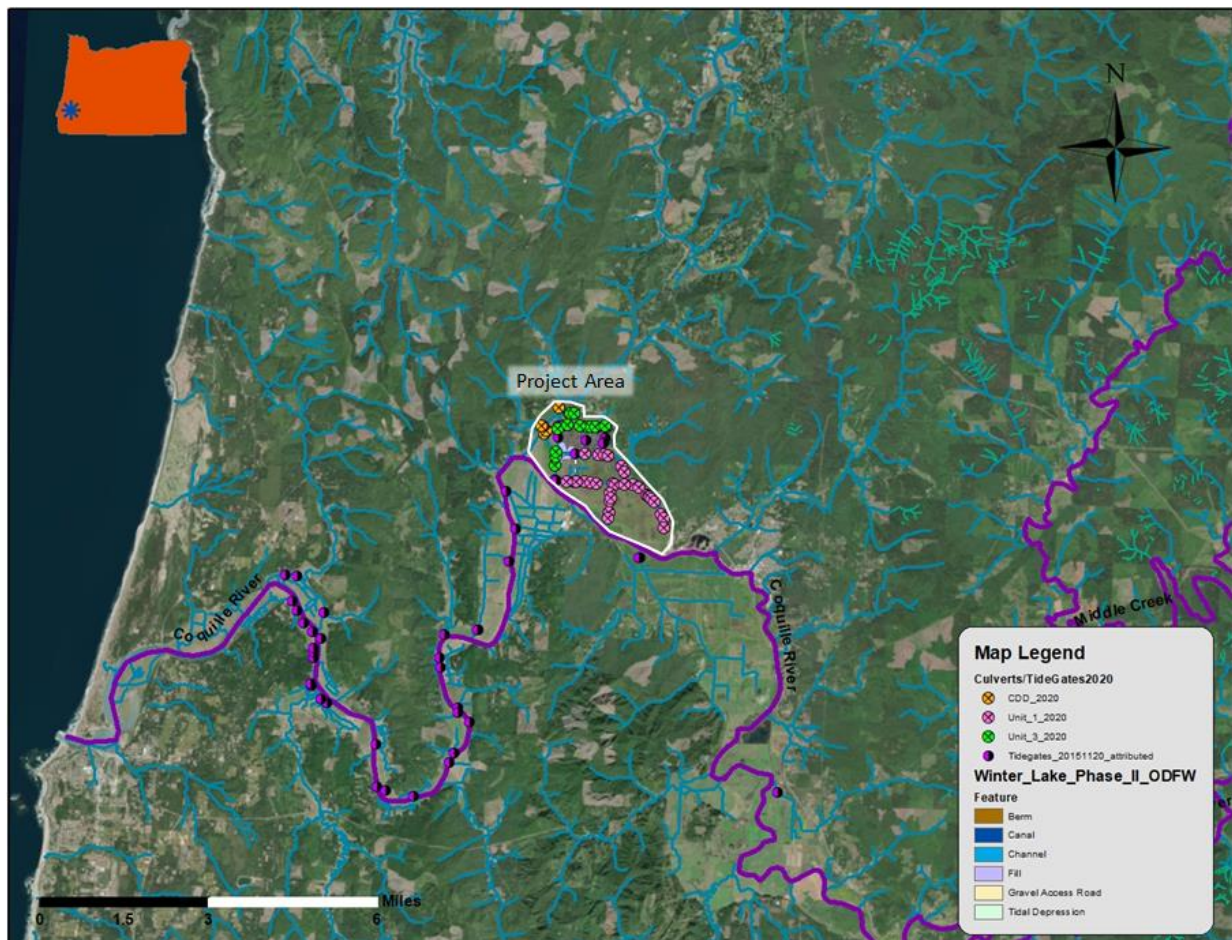 N
Project Area
Coquille River
Coquille River
Middle Creek
Map Legend
Culverts/TideGates2020
CDD_2020
Unit_1_2020
Unit_3_2020
Tidegates_20151120_attributed
Winter_Lake_Phase_II_ODFW
Feature
Berm
Canal
Channel
Fill
Gravel Access Road
Tidal Depression
Miles
0 1.5 3 6